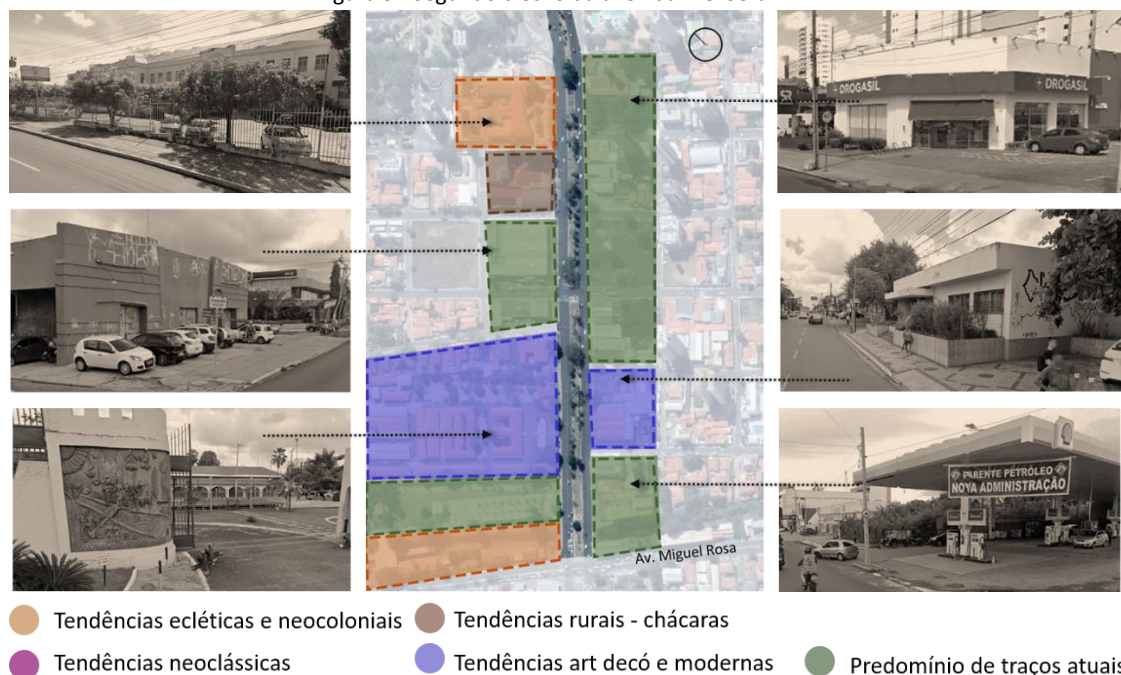 DROGASIL
DROGASIL
PARENTE PETRÓLEO
NOVA ADMINISTRAÇÃO
Av. Miguel Rosa
Tendências ecléticas e neocoloniais
Tendências rurais - chácaras
Tendências neoclássicas
Tendências art decó e modernas
Predomínio de traços atuais